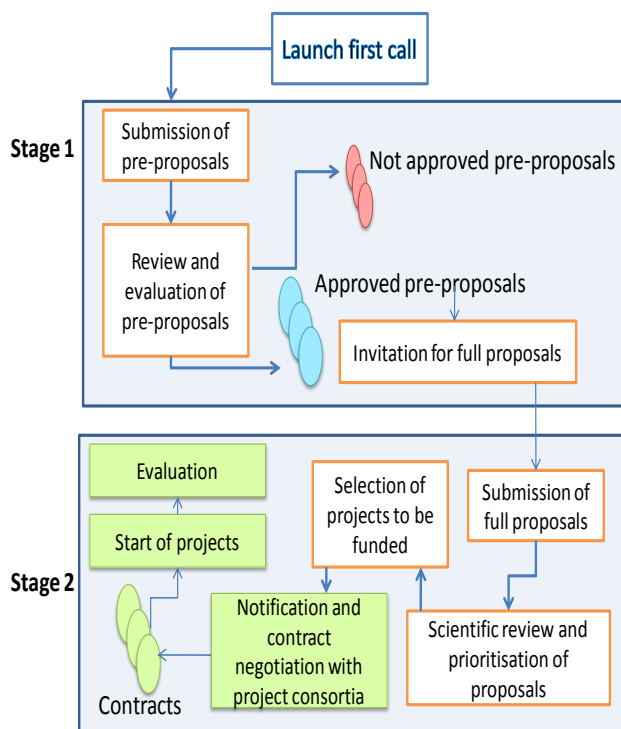 Launch first call
Stage 1
Submission of
pre-proposals
Not approved pre-proposals
Review and
evaluation of
pre-proposals
Approved pre-proposals
Invitation for full proposals
Stage 2
Evaluation
Start of projects
Selection of
projects to be
funded
Submission of
full proposals
Notification and
contract
negotiation with
project consortia
Scientific review and
prioritisation of
proposals
Contracts